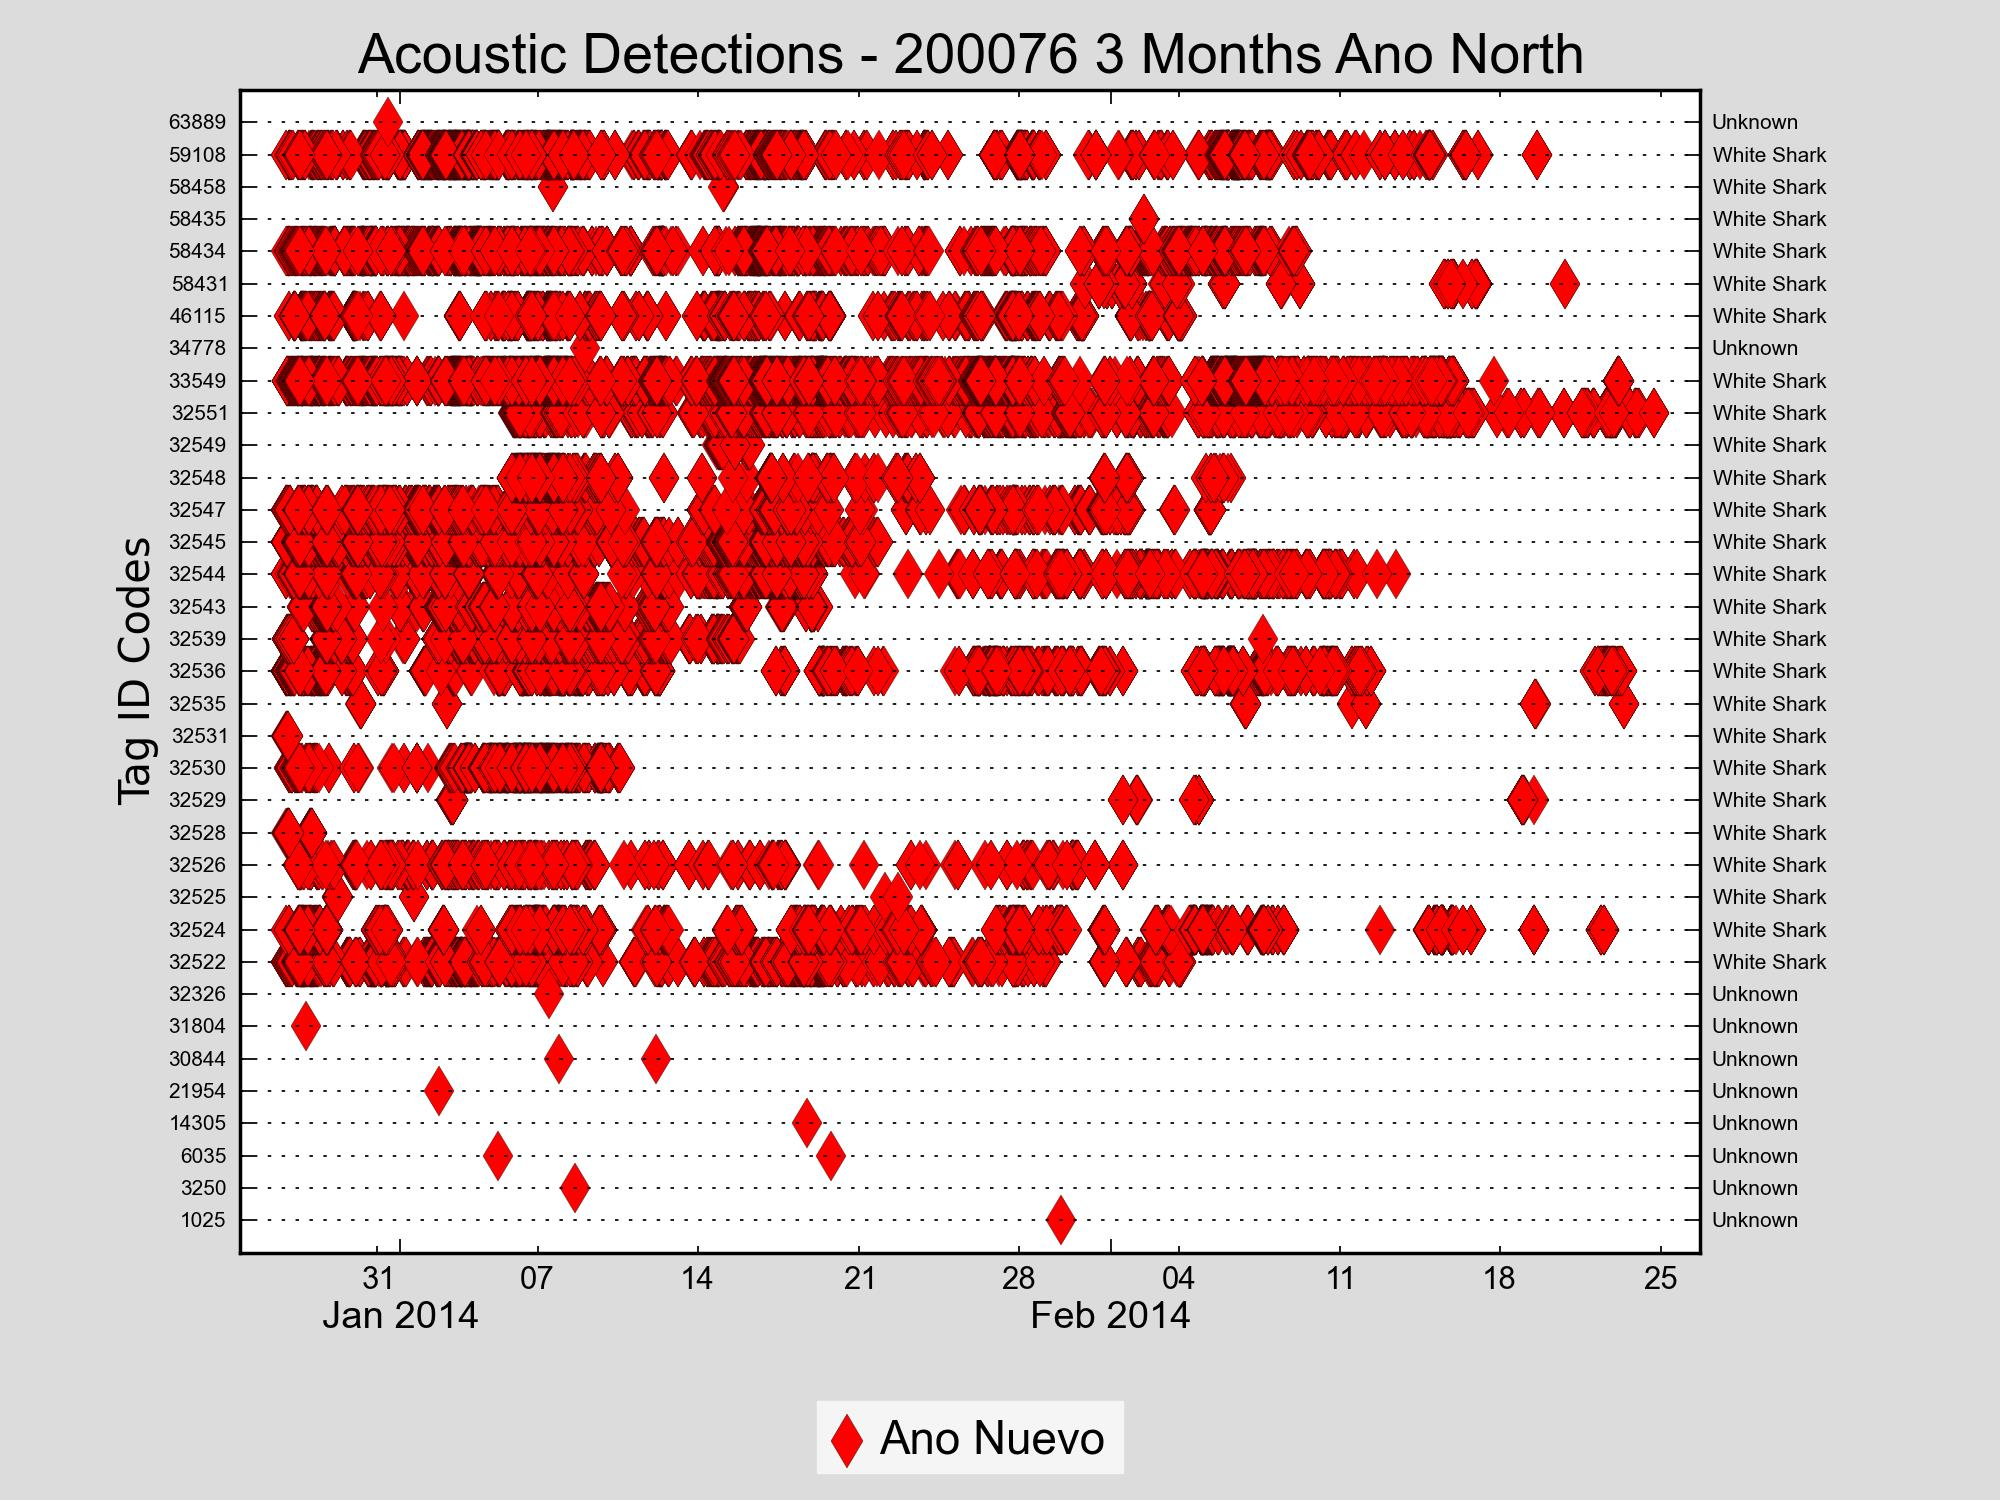 Acoustic Detections - 200076 3 Months Ano North
63889 Unknown
59108 White Shark
58458 White Shark
58435 White Shark
58434 White Shark
58431 White Shark
46115 White Shark
34778 Unknown
33549 White Shark
32551 White Shark
32549 White Shark
32548 White Shark
32547 White Shark
32545 White Shark
32544 White Shark
32543 White Shark
32539 White Shark
32536 White Shark
32535 White Shark
32531 White Shark
32530 White Shark
32529 White Shark
32528 White Shark
32526 White Shark
32525 White Shark
32524 White Shark
32522 White Shark
32326 Unknown
31804 Unknown
30844 Unknown
21954 Unknown
14305 Unknown
6035 Unknown
3250 Unknown
1025 Unknown
Tag ID Codes
31 07 14 21 28 04 11 18 25
Jan 2014 Feb 2014
Ano Nuevo